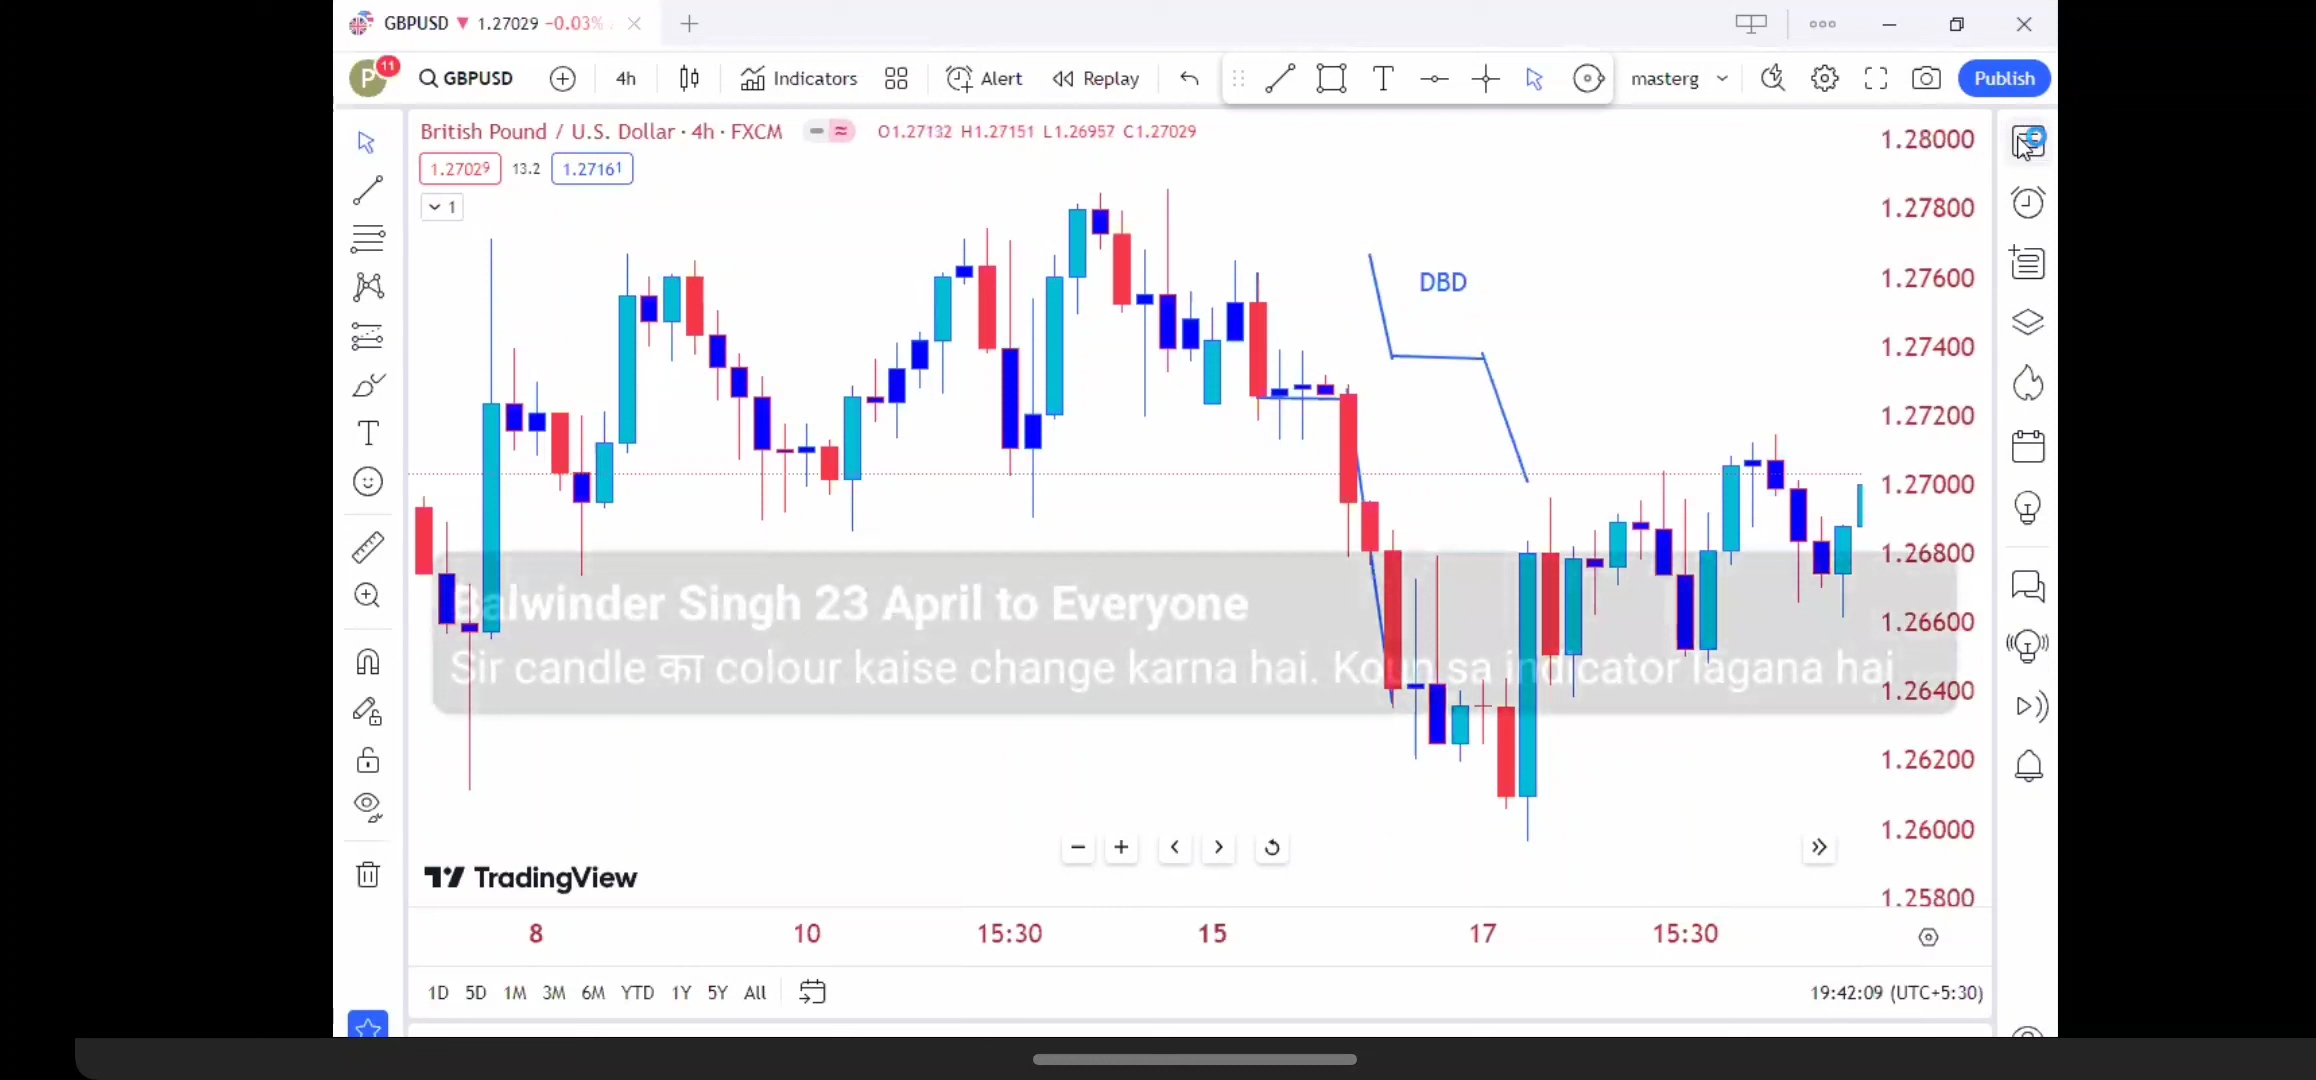 GBPUSD ▼ 1.27029 −0.03%
11
P GBPUSD 4h Indicators Alert Replay masterg Publish
British Pound / U.S. Dollar · 4h · FXCM O1.27132 H1.27151 L1.26957 C1.27029
1.27029 13.2 1.27161
1
DBD
1.28000
1.27800
1.27600
1.27400
1.27200
1.27000
1.26800
1.26600
1.26400
1.26200
1.26000
1.25800
Balwinder Singh 23 April to Everyone
Sir candle का colour kaise change karna hai. Koun sa indicator lagana hai
TradingView
8 10 15:30 15 17 15:30
1D 5D 1M 3M 6M YTD 1Y 5Y All 19:42:09 (UTC+5:30)